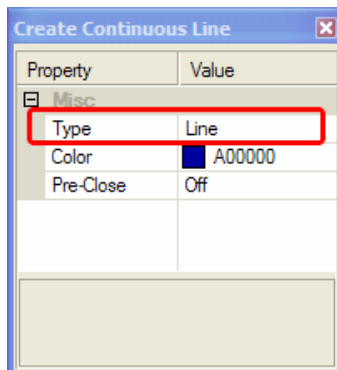 Create Continuous Line
Property Value
Misc
Type Line
Color A00000
Pre-Close Off